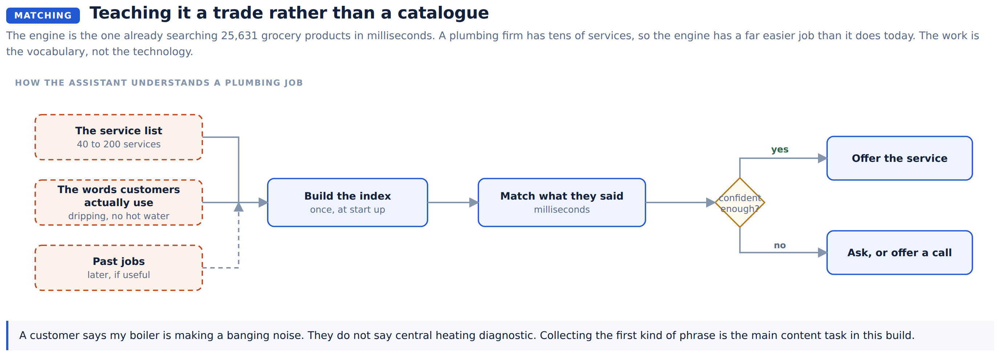 MATCHING
Teaching it a trade rather than a catalogue
The engine is the one already searching 25,631 grocery products in milliseconds. A plumbing firm has tens of services, so the engine has a far easier job than it does today. The work is
the vocabulary, not the technology.
HOW THE ASSISTANT UNDERSTANDS A PLUMBING JOB
The service list
40 to 200 services
The words customers
actually use
dripping, no hot water
Past jobs
later, if useful
Build the index
once, at start up
Match what they said
milliseconds
confident
enough?
yes
Offer the service
no
Ask, or offer a call
A customer says my boiler is making a banging noise. They do not say central heating diagnostic. Collecting the first kind of phrase is the main content task in this build.